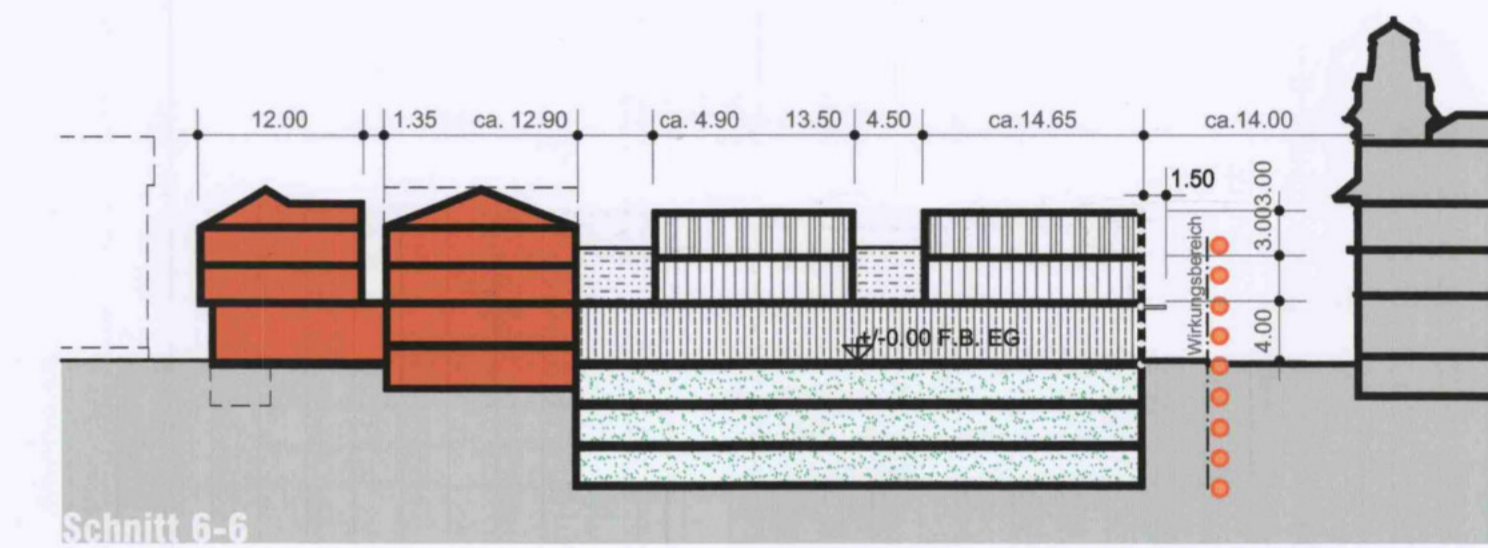 12.00 1.35 ca. 12.90 ca. 4.90 13.50 4.50 ca.14.65 ca.14.00
1.50
3.00
3.00
Wirkungsbereich
4.00
+/-0.00 F.B. EG
Schnitt 6-6